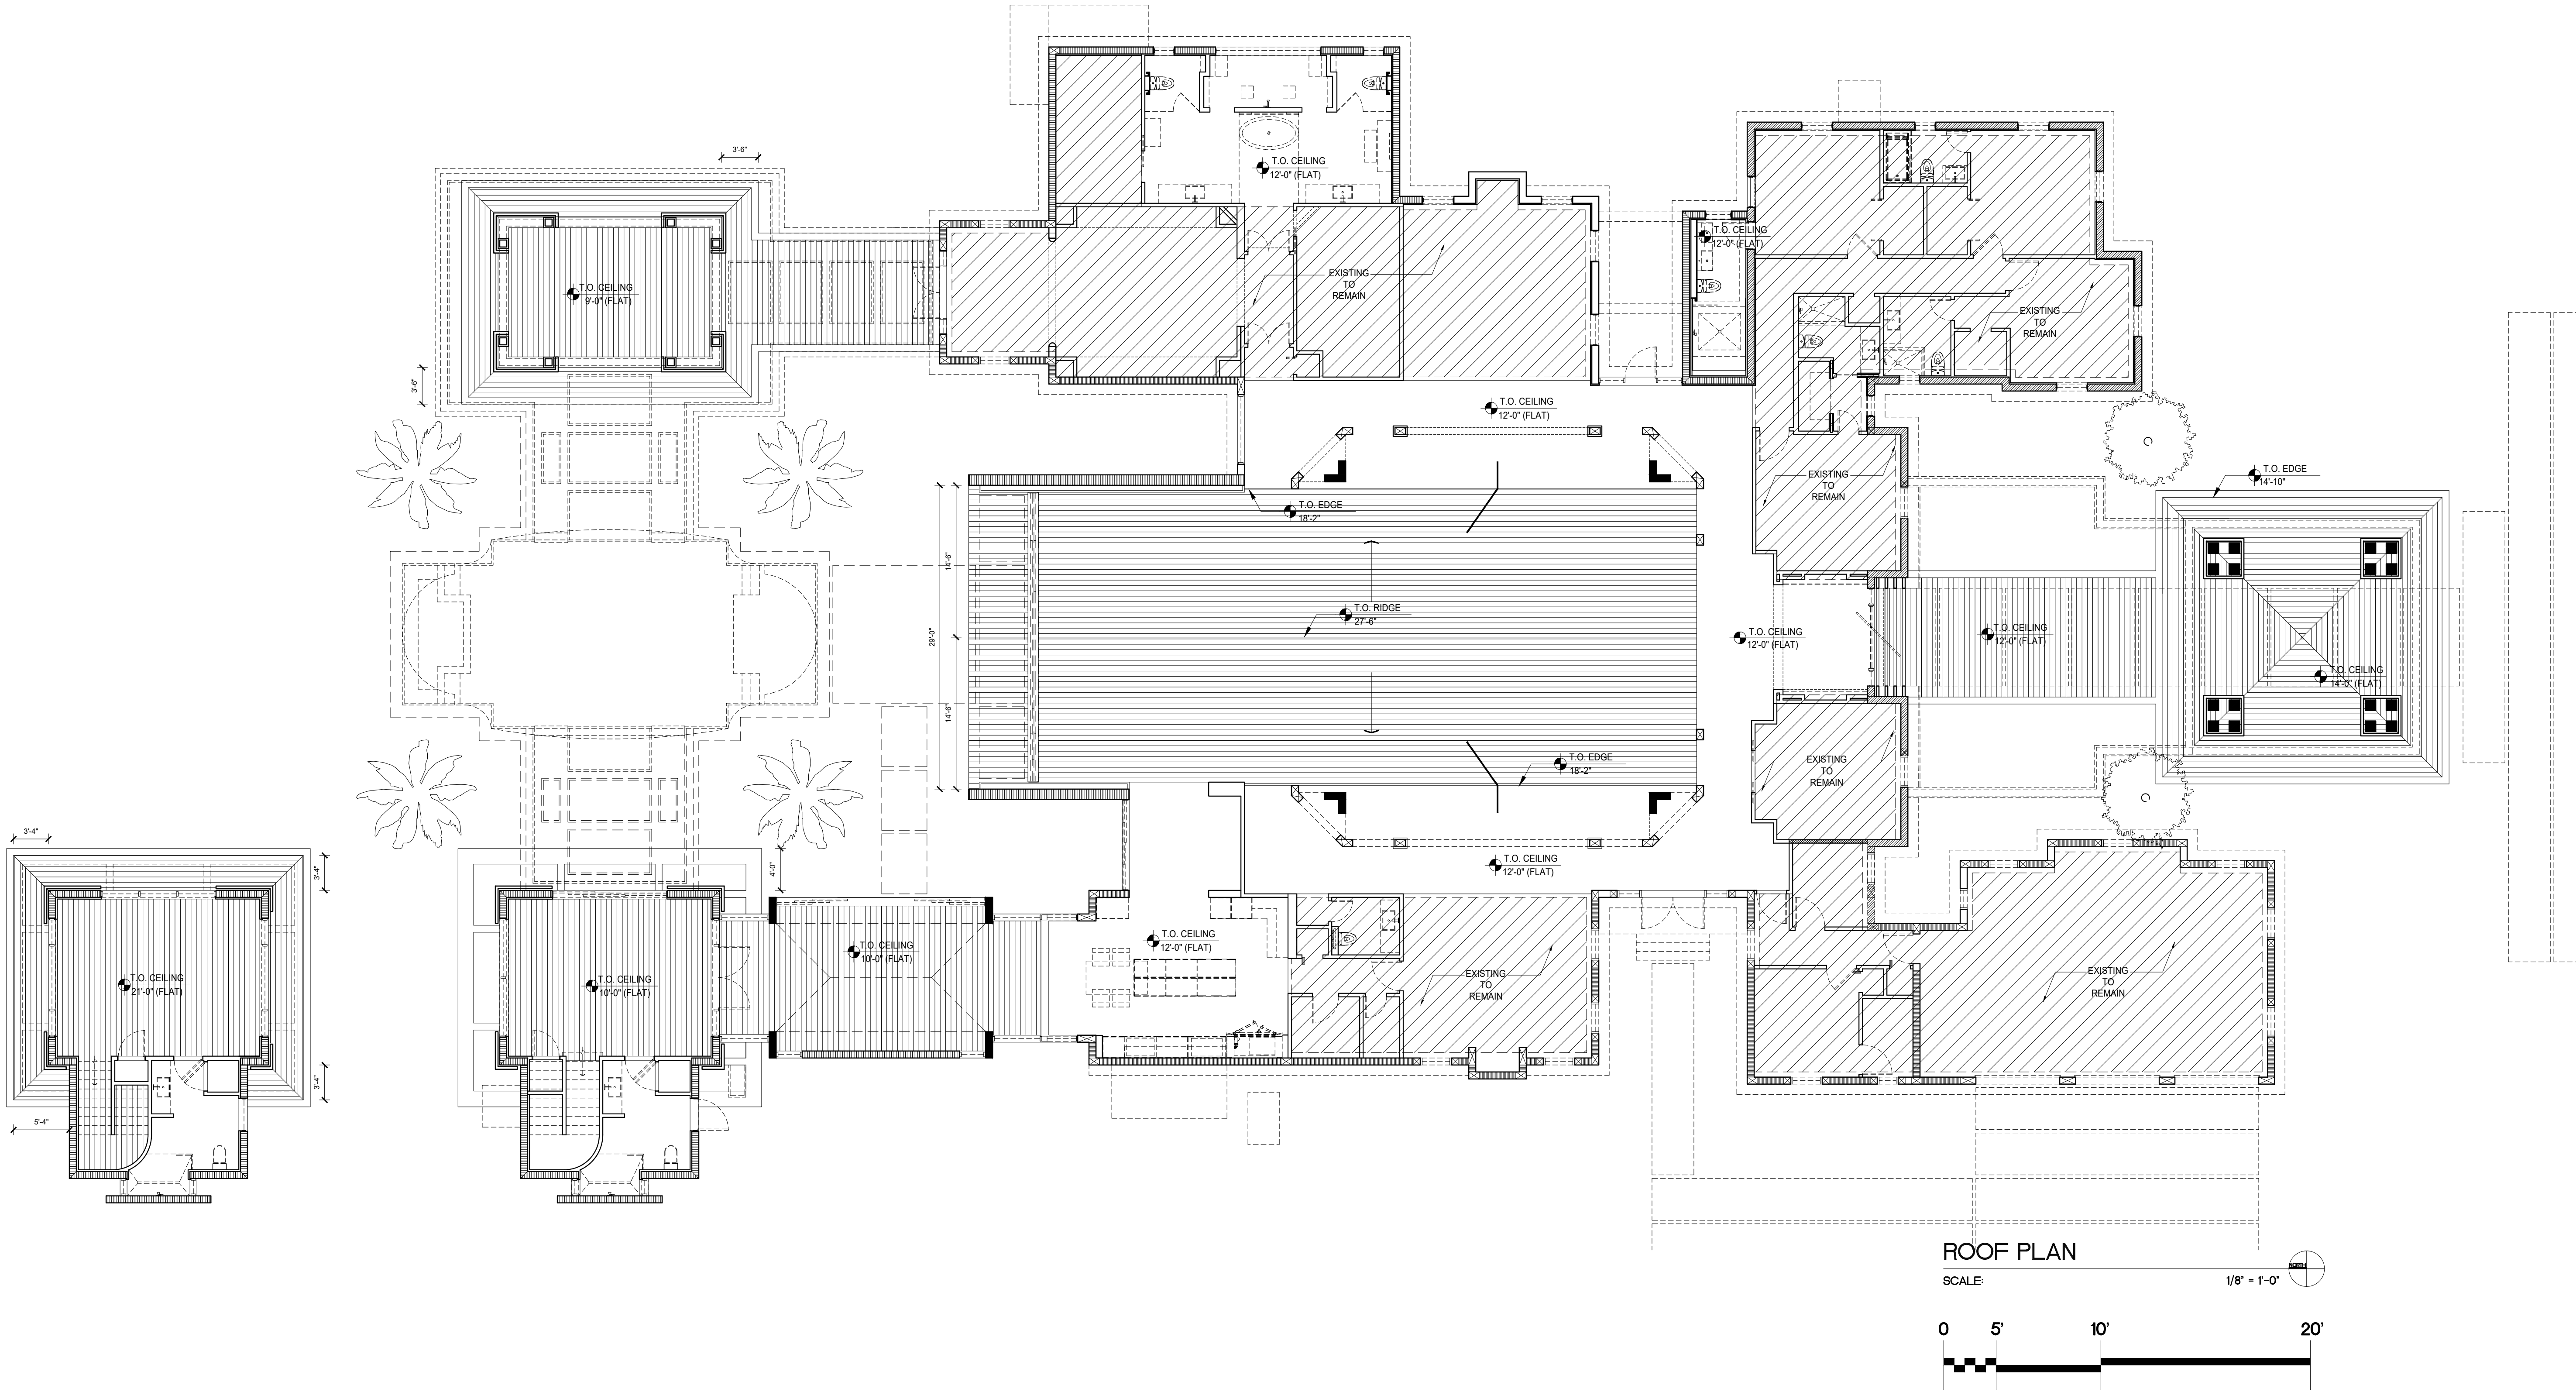 3'-6"
T.O. CEILING
12'-0" (FLAT)
T.O. CEILING
12'-0" (FLAT)
T.O. CEILING
9'-0" (FLAT)
EXISTING
TO
REMAIN
EXISTING
TO
REMAIN
3'-6"
T.O. CEILING
12'-0" (FLAT)
EXISTING
TO
REMAIN
T.O. EDGE
14'-10"
T.O. EDGE
18'-2"
14'-6"
29'-0"
T.O. RIDGE
27'-6"
T.O. CEILING
12'-0" (FLAT)
T.O. CEILING
12'-0" (FLAT)
T.O. CEILING
14'-0" (FLAT)
14'-6"
T.O. EDGE
18'-2"
EXISTING
TO
REMAIN
3'-4"
3'-4"
4'-0"
T.O. CEILING
12'-0" (FLAT)
T.O. CEILING
21'-0" (FLAT)
T.O. CEILING
10'-0" (FLAT)
T.O. CEILING
10'-0" (FLAT)
T.O. CEILING
12'-0" (FLAT)
EXISTING
TO
REMAIN
EXISTING
TO
REMAIN
3'-4"
5'-4"
ROOF PLAN
NORTH
SCALE:
1/8" = 1'-0"
0 5' 10' 20'